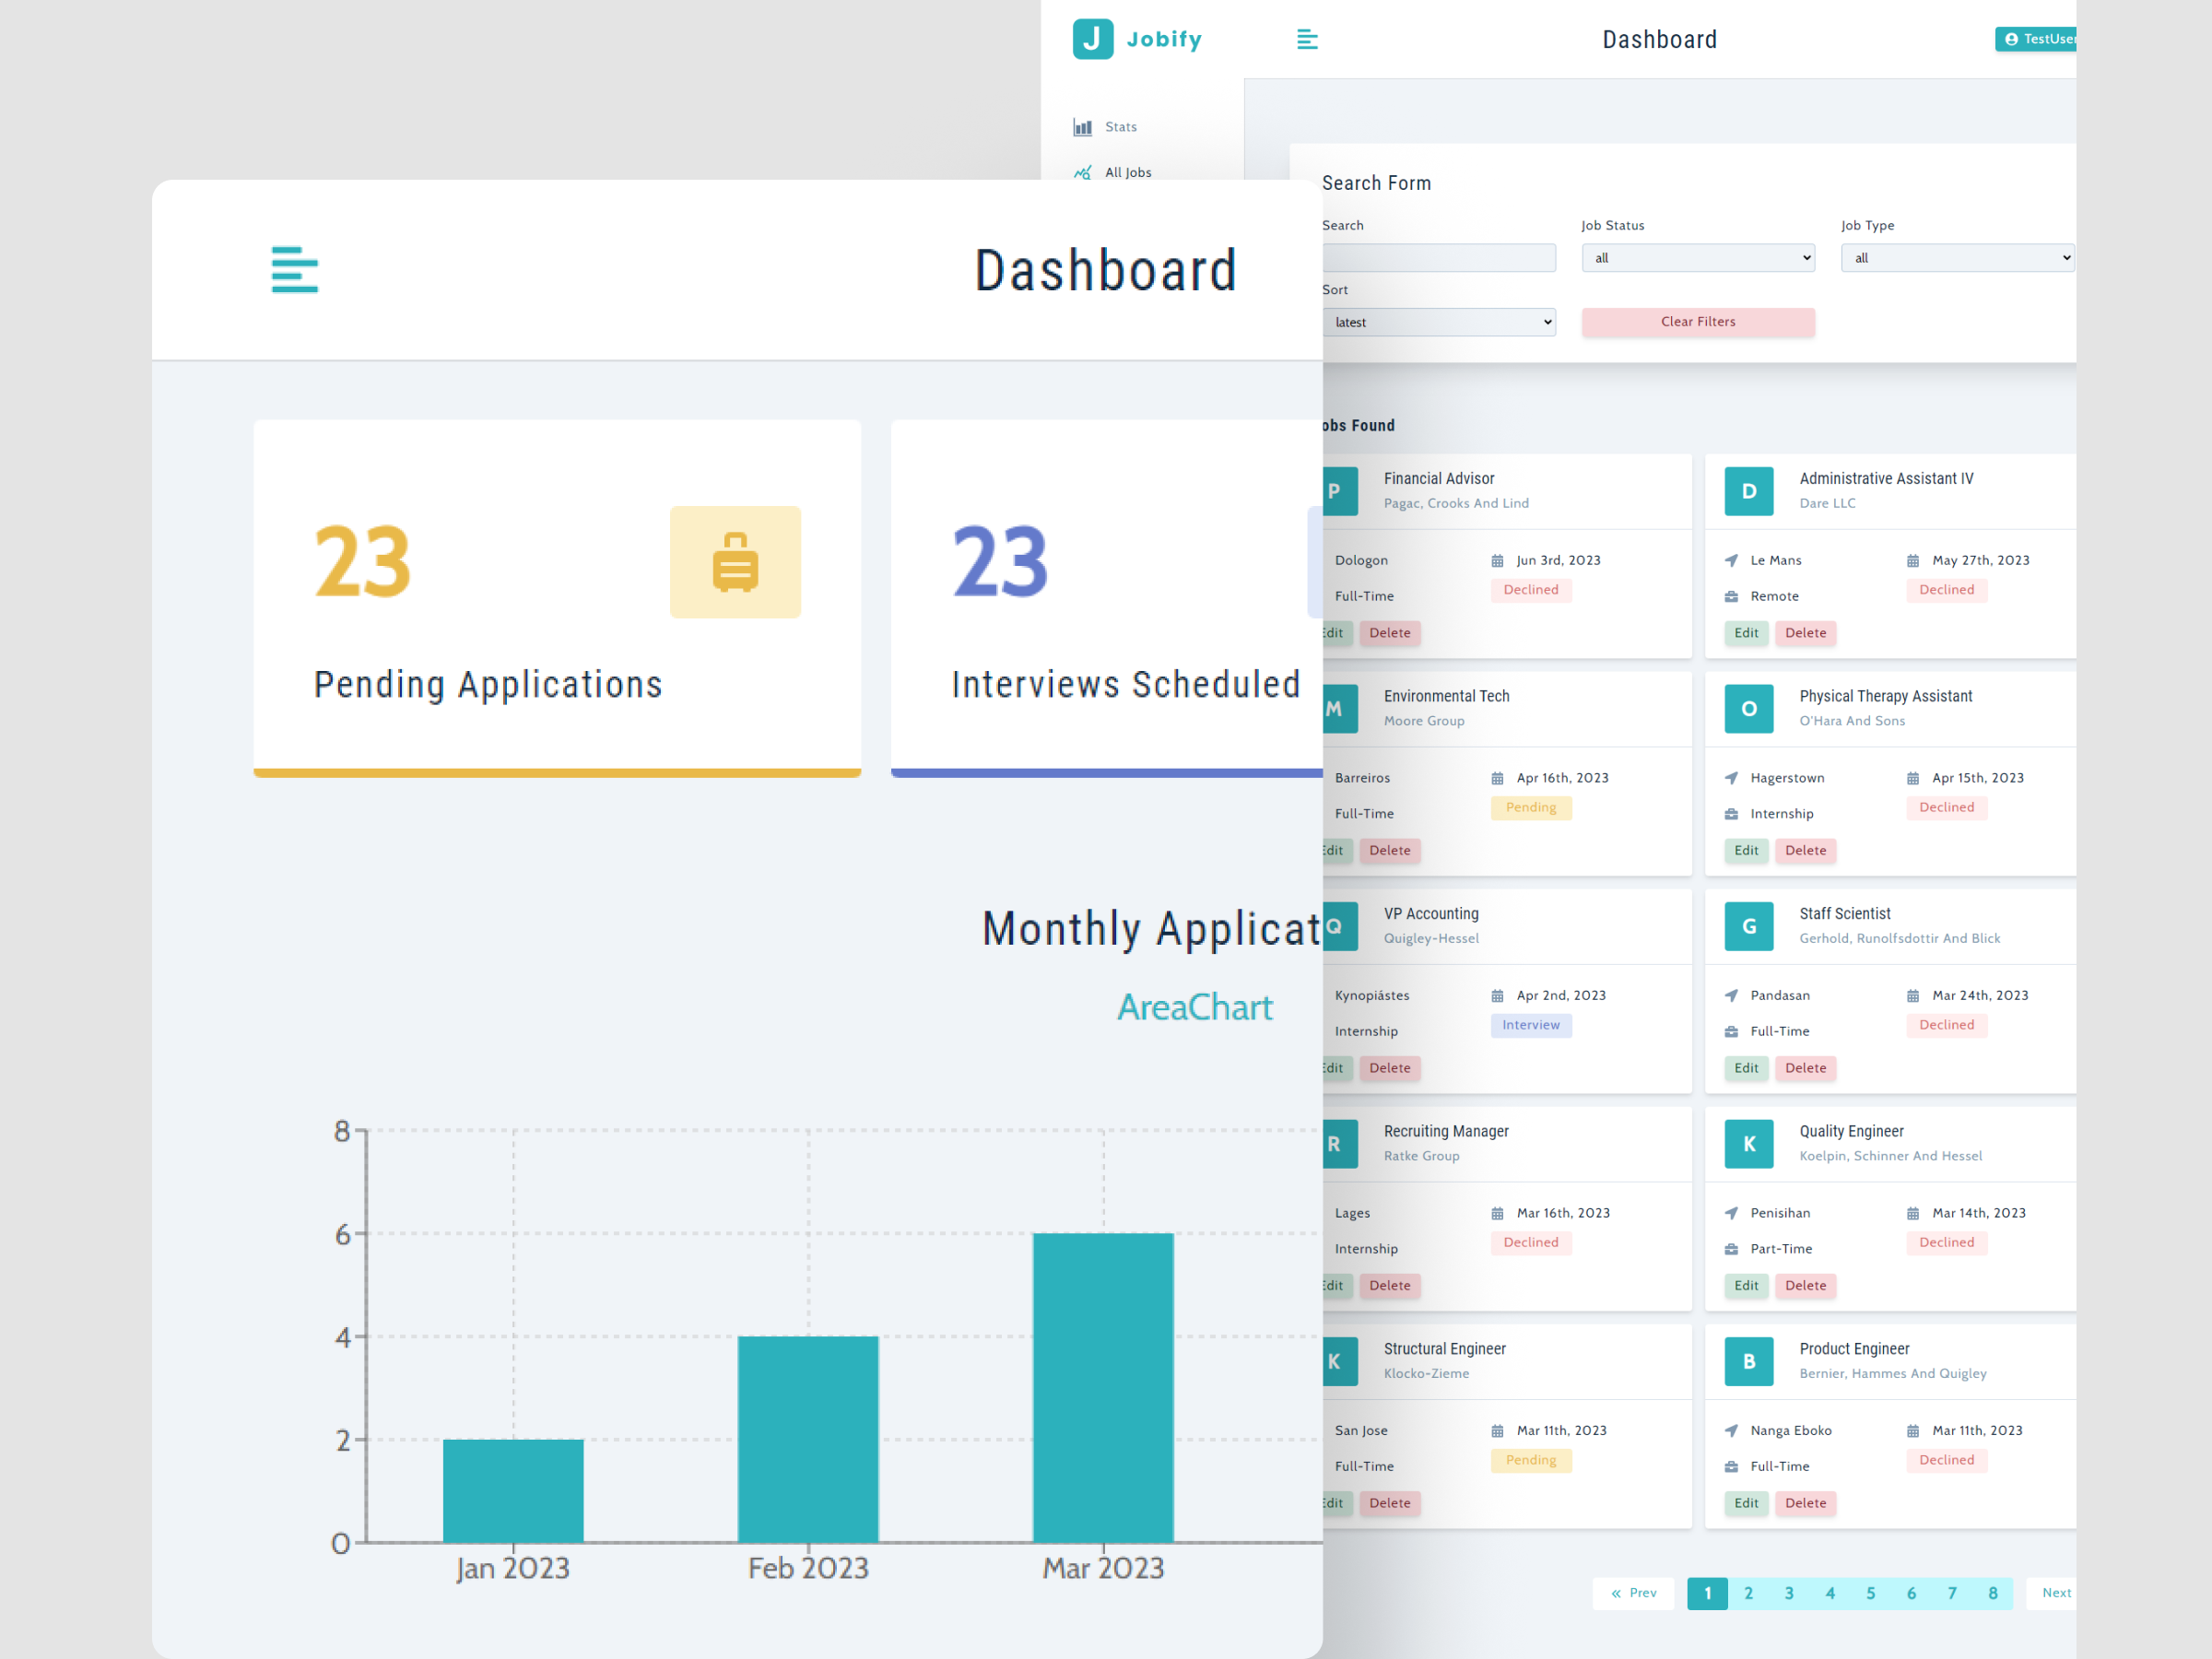 J Jobify
Dashboard
TestUser
Stats
All Jobs
Search Form
Search
Job Status
Job Type
all
all
Sort
latest
Clear Filters
Jobs Found
P
Financial Advisor
Pagac, Crooks And Lind
Dologon
Jun 3rd, 2023
Full-Time
Declined
Edit
Delete
D
Administrative Assistant IV
Dare LLC
Le Mans
May 27th, 2023
Remote
Declined
Edit
Delete
M
Environmental Tech
Moore Group
Barreiros
Apr 16th, 2023
Full-Time
Pending
Edit
Delete
O
Physical Therapy Assistant
O'Hara And Sons
Hagerstown
Apr 15th, 2023
Internship
Declined
Edit
Delete
Q
VP Accounting
Quigley-Hessel
Kynopiástes
Apr 2nd, 2023
Internship
Interview
Edit
Delete
G
Staff Scientist
Gerhold, Runolfsdottir And Blick
Pandasan
Mar 24th, 2023
Full-Time
Declined
Edit
Delete
R
Recruiting Manager
Ratke Group
Lages
Mar 16th, 2023
Internship
Declined
Edit
Delete
K
Quality Engineer
Koelpin, Schinner And Hessel
Penisihan
Mar 14th, 2023
Part-Time
Declined
Edit
Delete
K
Structural Engineer
Klocko-Zieme
San Jose
Mar 11th, 2023
Full-Time
Pending
Edit
Delete
B
Product Engineer
Bernier, Hammes And Quigley
Nanga Eboko
Mar 11th, 2023
Full-Time
Declined
Edit
Delete
« Prev
1 2 3 4 5 6 7 8
Next
Dashboard
23
Pending Applications
23
Interviews Scheduled
Monthly Applicat
AreaChart
8
6
4
2
0
Jan 2023
Feb 2023
Mar 2023